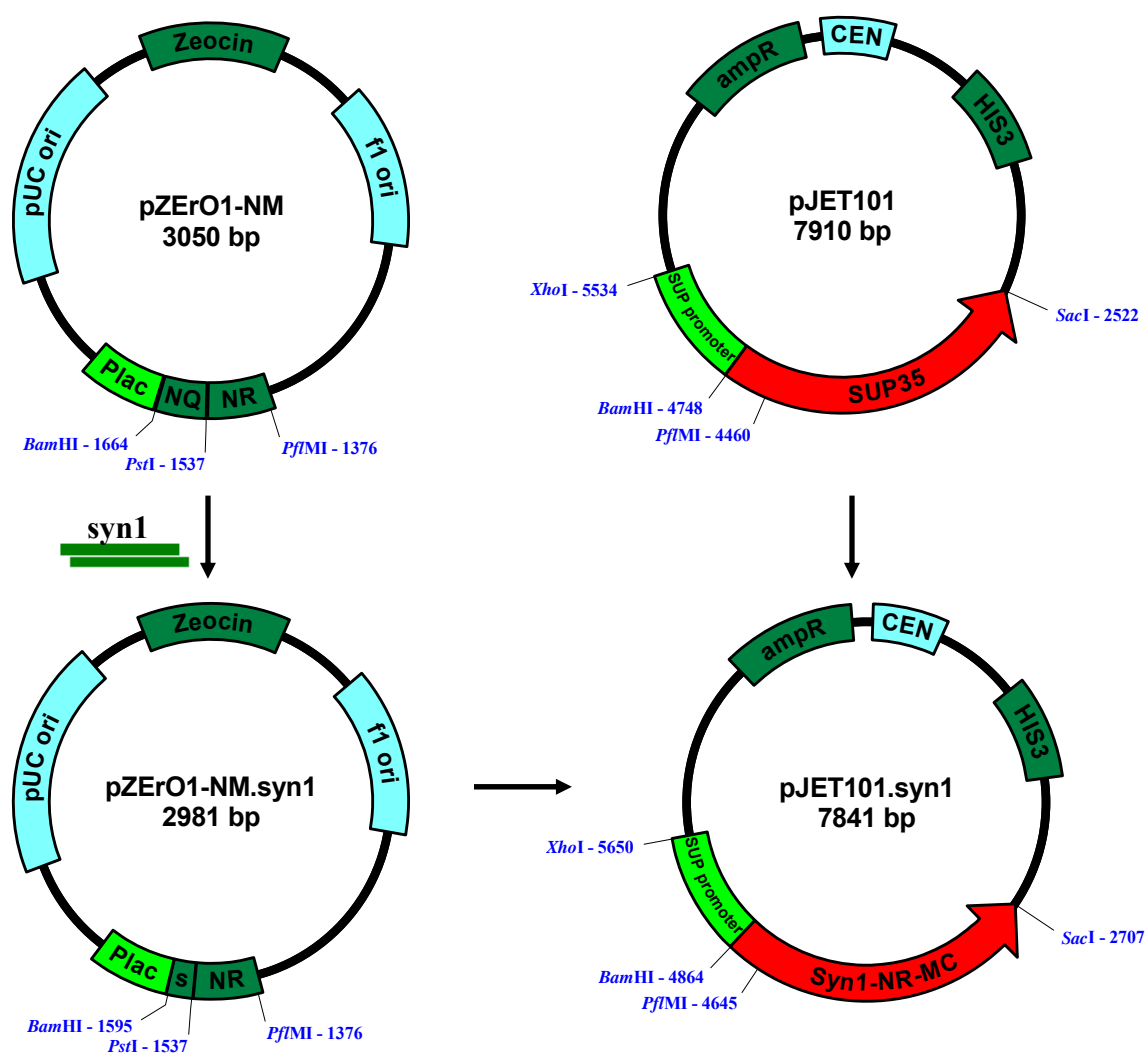 Zeocin
pUC ori
f1 ori
pZErO1-NM
3050 bp
Plac
NQ
NR
BamHI - 1664
PstI - 1537
PflMI - 1376
ampR
CEN
HIS3
pJET101
7910 bp
XhoI - 5534
SUP promoter
SUP35
SacI - 2522
BamHI - 4748
PflMI - 4460
syn1
Zeocin
pUC ori
f1 ori
pZErO1-NM.syn1
2981 bp
Plac
s
NR
BamHI - 1595
PstI - 1537
PflMI - 1376
ampR
CEN
HIS3
pJET101.syn1
7841 bp
XhoI - 5650
SUP promoter
Syn1-NR-MC
SacI - 2707
BamHI - 4864
PflMI - 4645